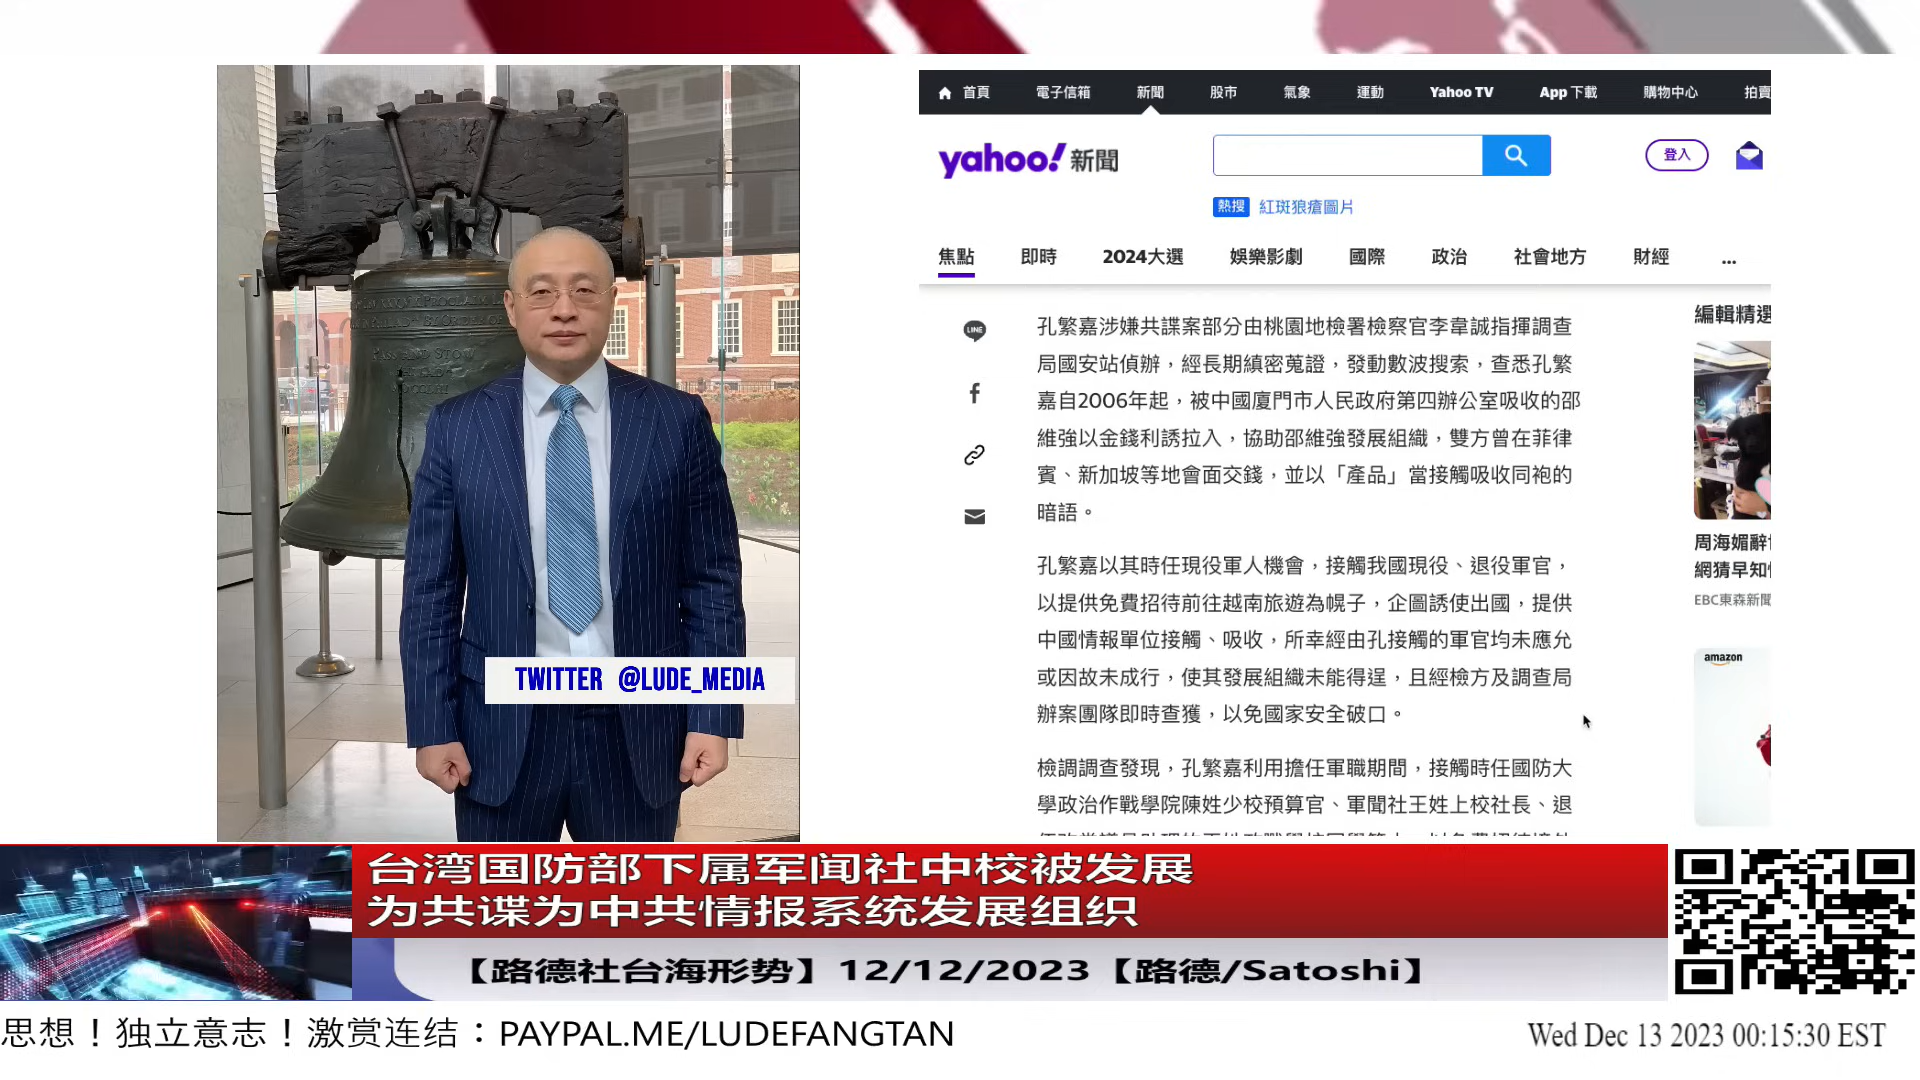 首頁 電子信箱 新聞 股市 氣象 運動 Yahoo TV App 下載 購物中心 拍賣
yahoo! 新聞
登入
熱搜 紅斑狼瘡圖片
焦點 即時 2024大選 娛樂影劇 國際 政治 社會地方 財經 ...
編輯精選
LINE
孔繁嘉涉嫌共諜案部分由桃園地檢署檢察官李韋誠指揮調查
局國安站偵辦，經長期縝密蒐證，發動數波搜索，查悉孔繁
嘉自2006年起，被中國廈門市人民政府第四辦公室吸收的邵
維強以金錢利誘拉入，協助邵維強發展組織，雙方曾在菲律
賓、新加坡等地會面交錢，並以「產品」當接觸吸收同袍的
暗語。
周海媚辭
網猜早知
EBC東森新聞
孔繁嘉以其時任現役軍人機會，接觸我國現役、退役軍官，
以提供免費招待前往越南旅遊為幌子，企圖誘使出國，提供
中國情報單位接觸、吸收，所幸經由孔接觸的軍官均未應允
或因故未成行，使其發展組織未能得逞，且經檢方及調查局
辦案團隊即時查獲，以免國家安全破口。
amazon
檢調調查發現，孔繁嘉利用擔任軍職期間，接觸時任國防大
學政治作戰學院陳姓少校預算官、軍聞社王姓上校社長、退
PASS AND STOW
TWITTER @LUDE_MEDIA
台湾国防部下属军闻社中校被发展
为共谍为中共情报系统发展组织
【路德社台海形势】12/12/2023【路德/Satoshi】
思想！独立意志！激赏连结：PAYPAL.ME/LUDEFANGTAN
Wed Dec 13 2023 00:15:30 EST